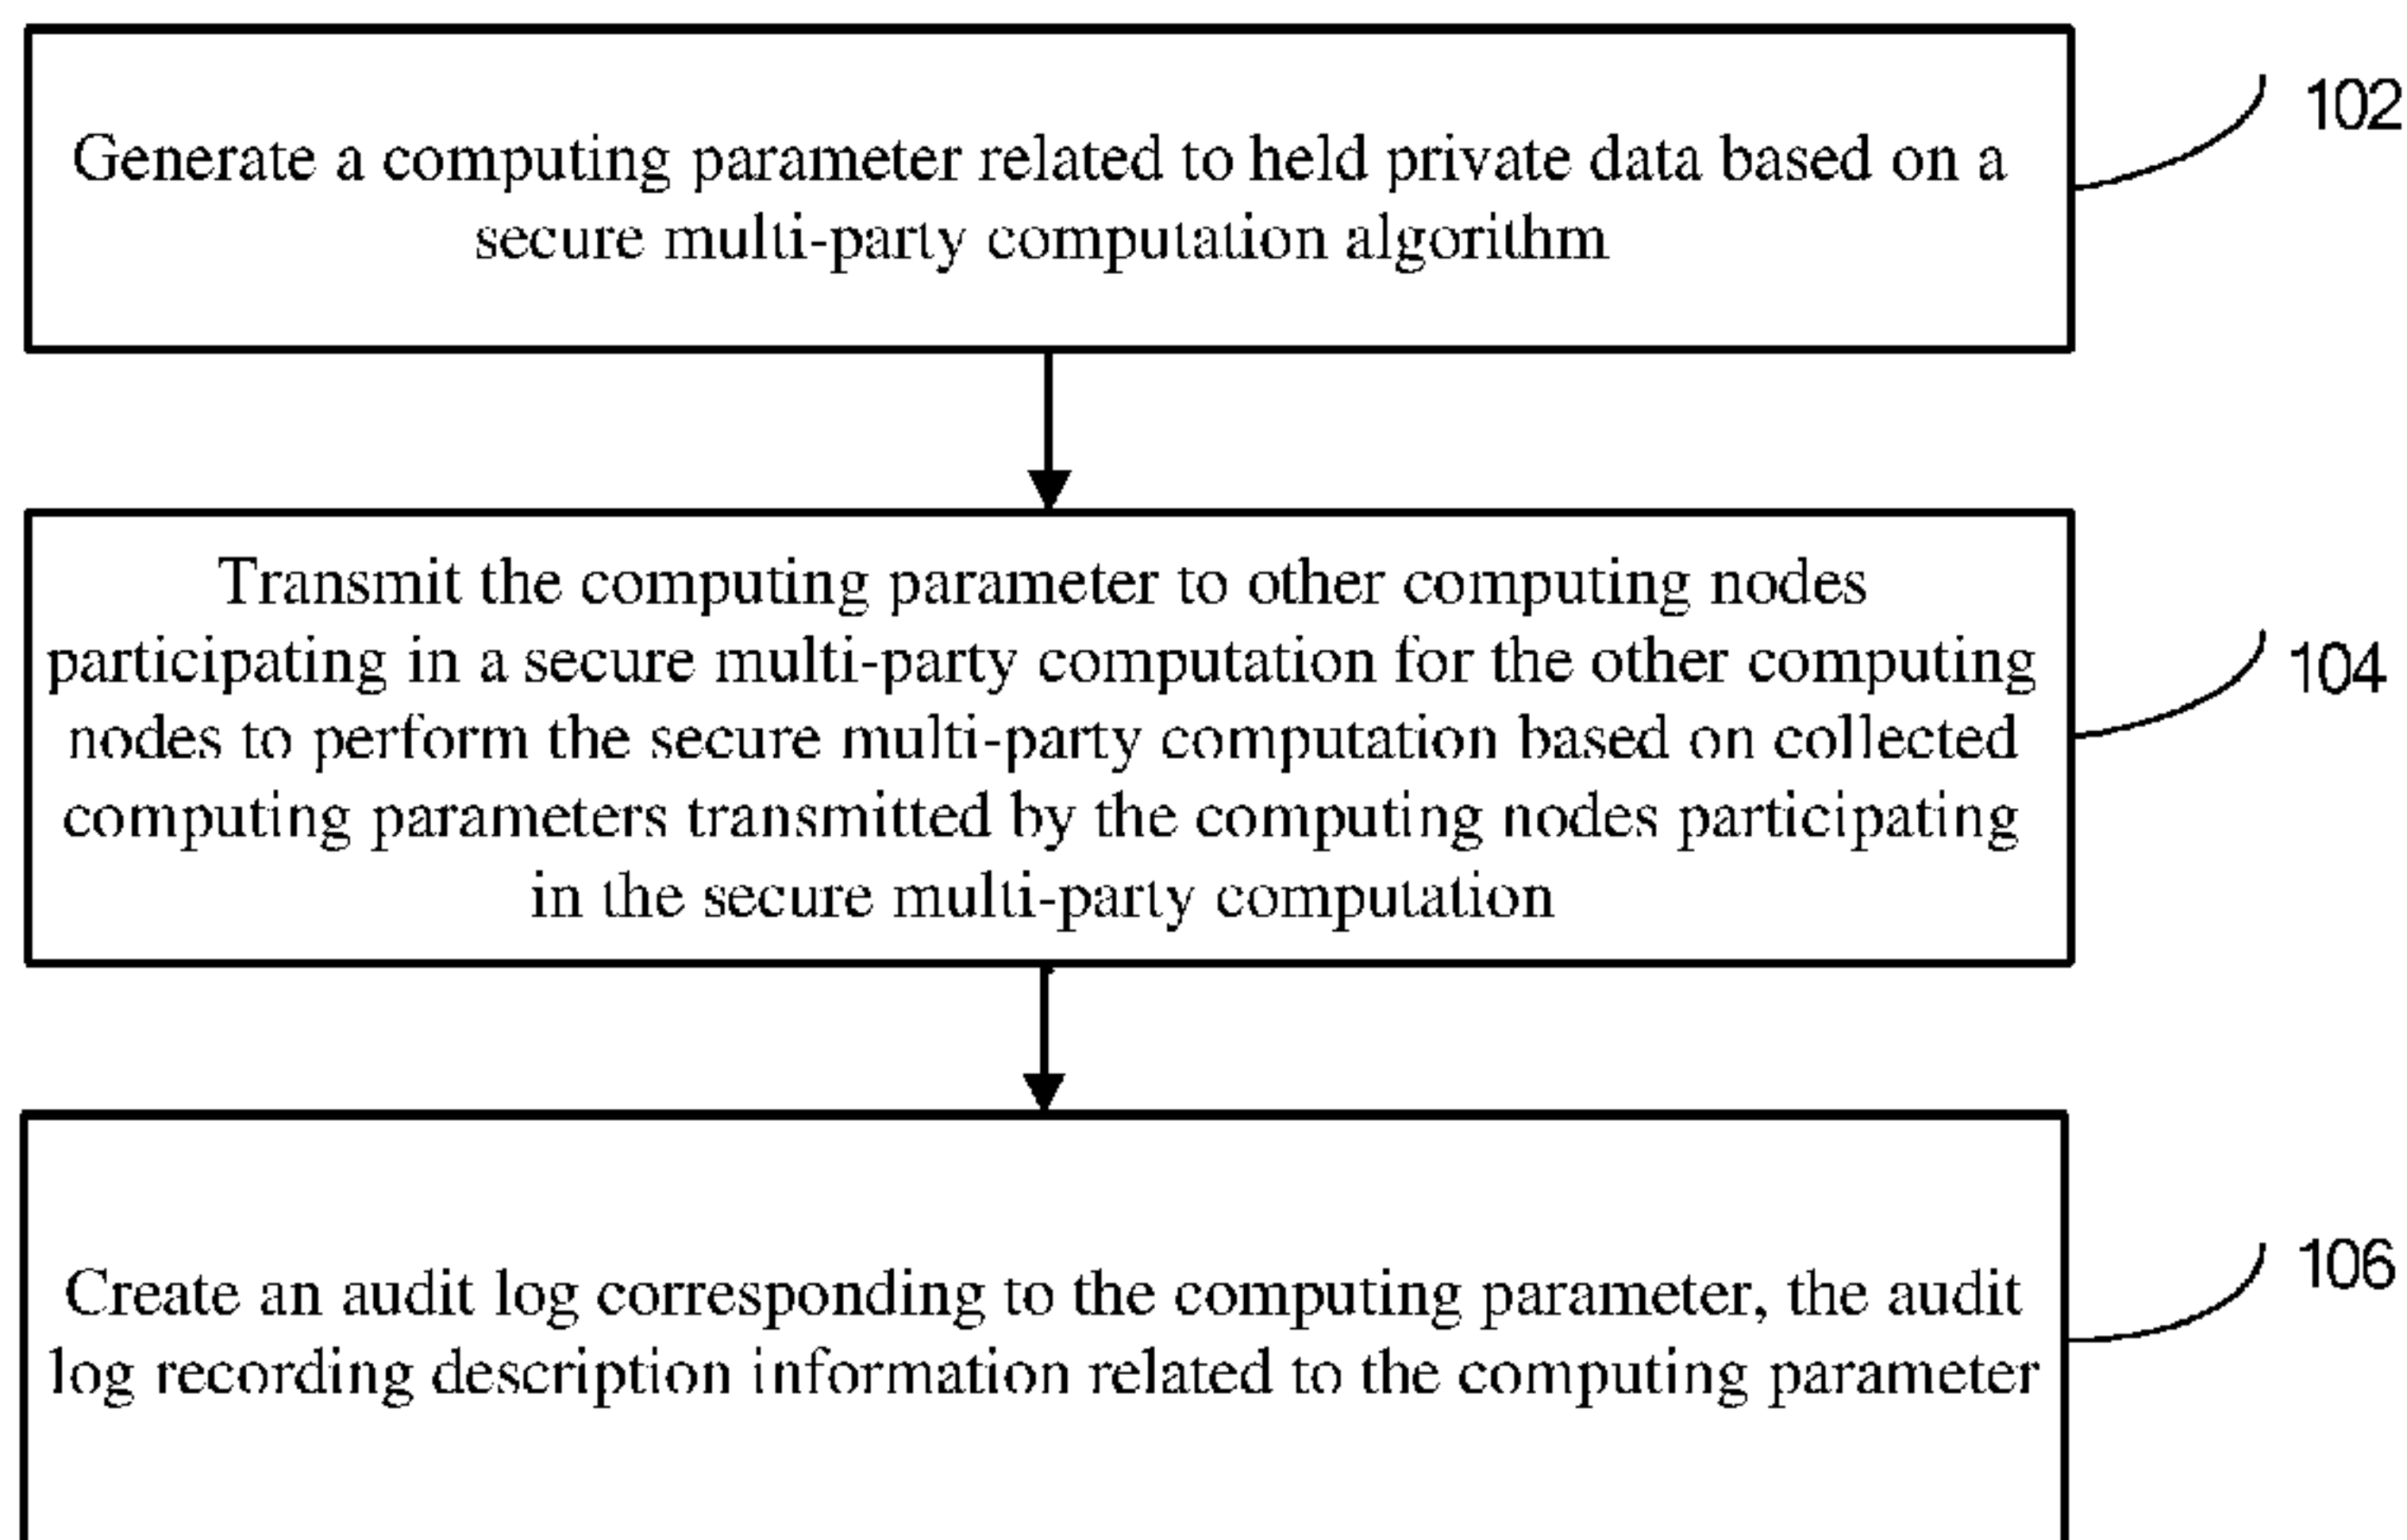 102
Generate a computing parameter related to held private data based on a
secure multi-party computation algorithm
Transmit the computing parameter to other computing nodes
participating in a secure multi-party computation for the other computing
nodes to perform the secure multi-party computation based on collected
computing parameters transmitted by the computing nodes participating
in the secure multi-party computation
104
Create an audit log corresponding to the computing parameter, the audit
log recording description information related to the computing parameter
106